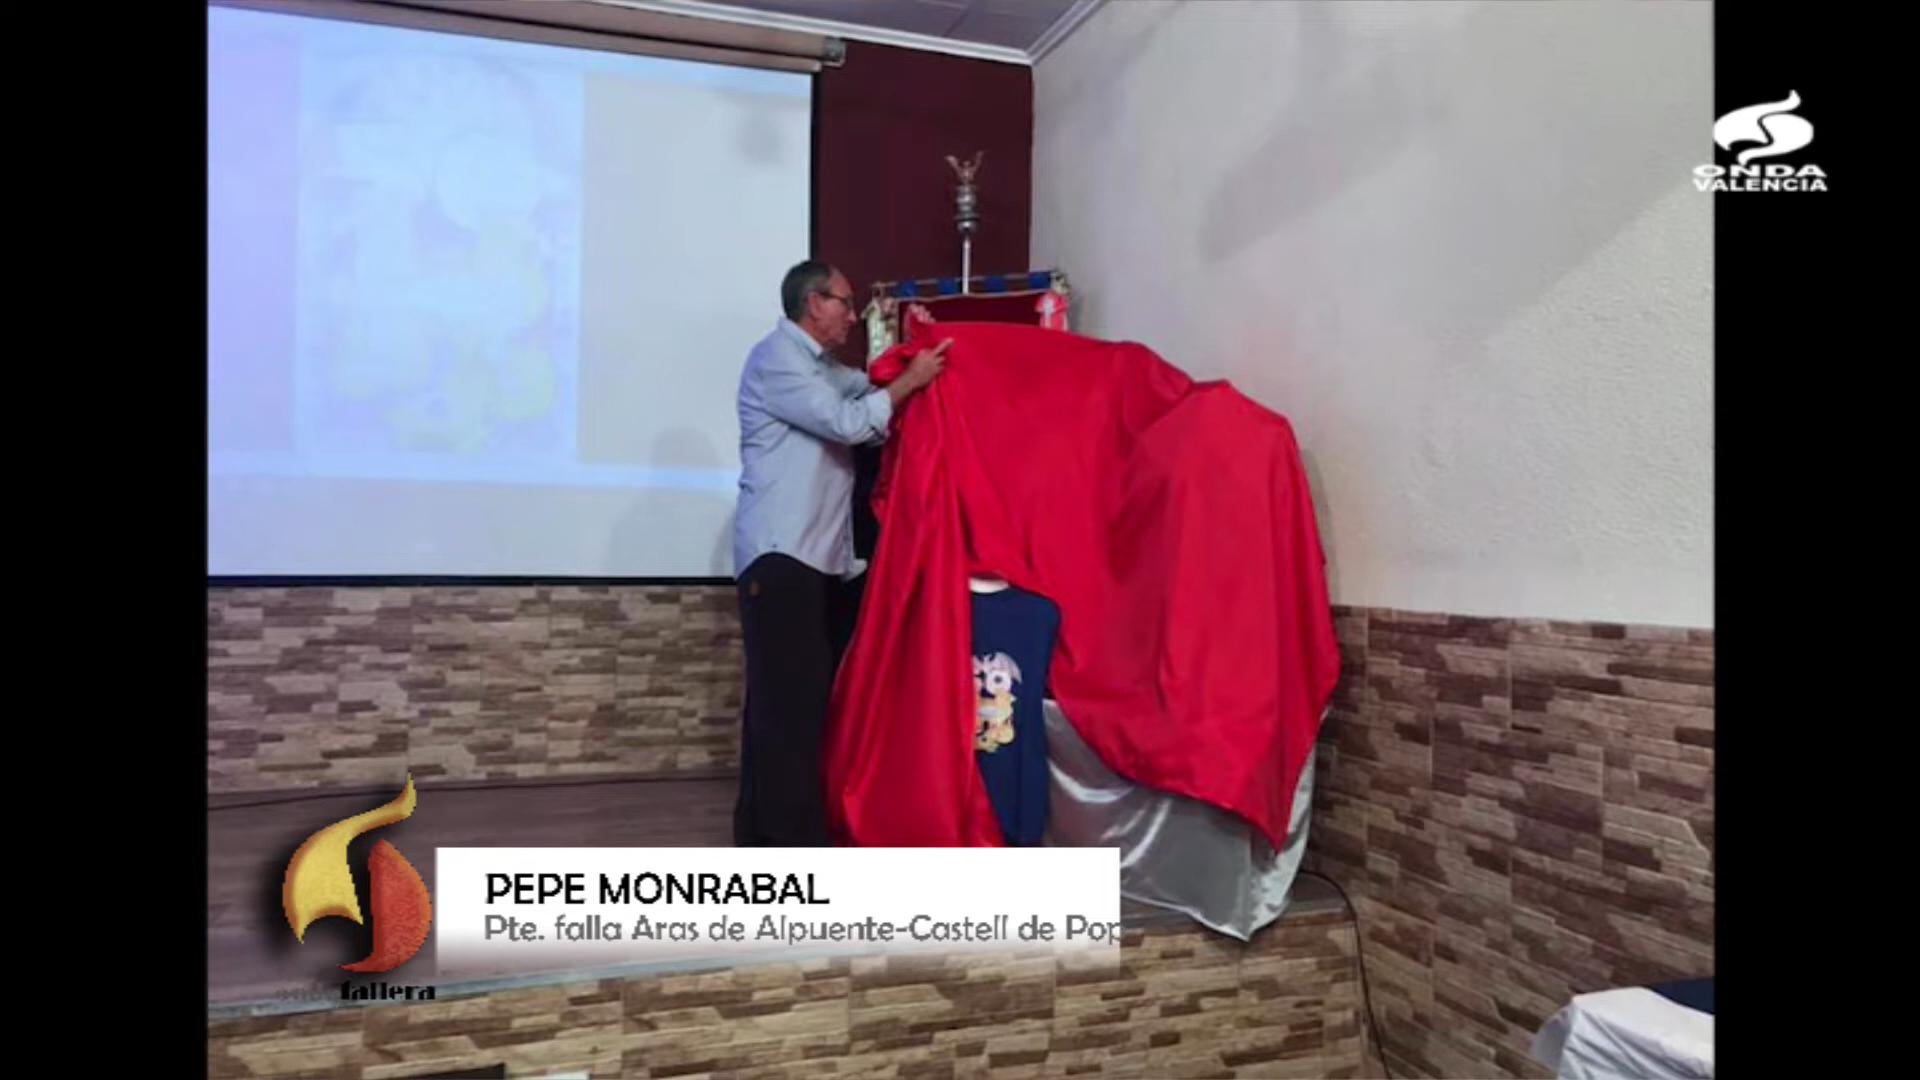 ONDA
VALENCIA
PEPE MONRABAL
Pte. falla Aras de Alpuente-Castell de Pop
fallera